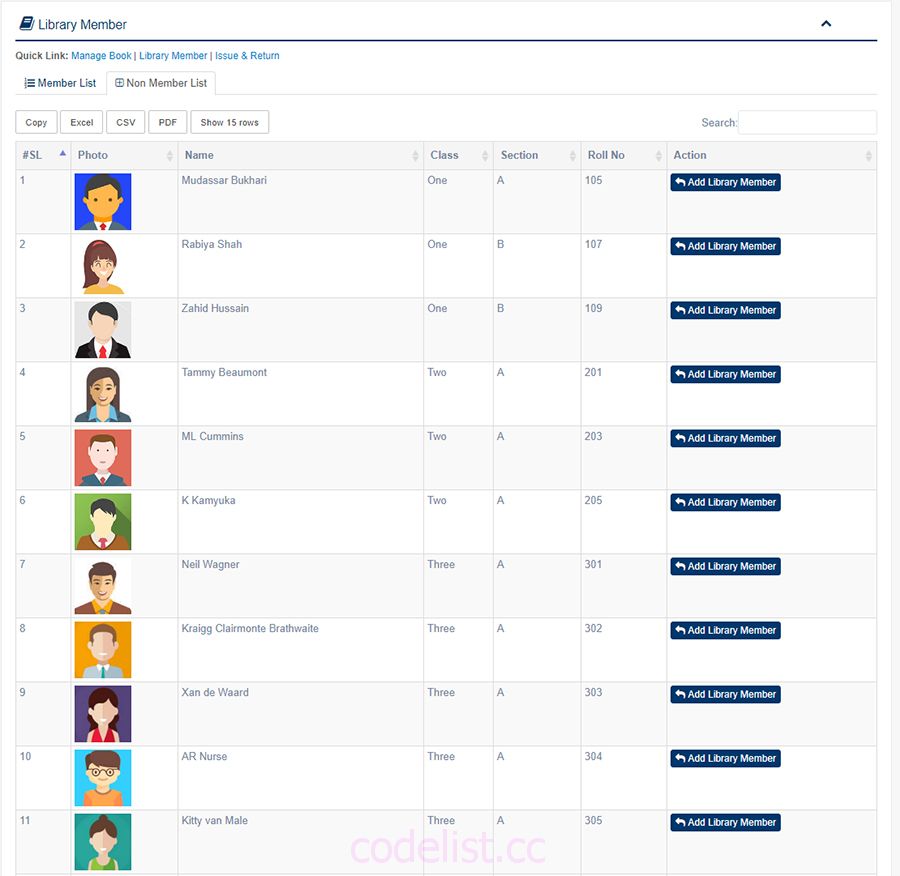 Library Member
Quick Link: Manage Book | Library Member | Issue & Return
Member List Non Member List
Copy Excel CSV PDF Show 15 rows Search:
#SL Photo Name Class Section Roll No Action
1 Mudassar Bukhari One A 105 Add Library Member
2 Rabiya Shah One B 107 Add Library Member
3 Zahid Hussain One B 109 Add Library Member
4 Tammy Beaumont Two A 201 Add Library Member
5 ML Cummins Two A 203 Add Library Member
6 K Kamyuka Two A 205 Add Library Member
7 Neil Wagner Three A 301 Add Library Member
8 Kraigg Clairmonte Brathwaite Three A 302 Add Library Member
9 Xan de Waard Three A 303 Add Library Member
10 AR Nurse Three A 304 Add Library Member
11 Kitty van Male Three A 305 Add Library Member
codelist.cc